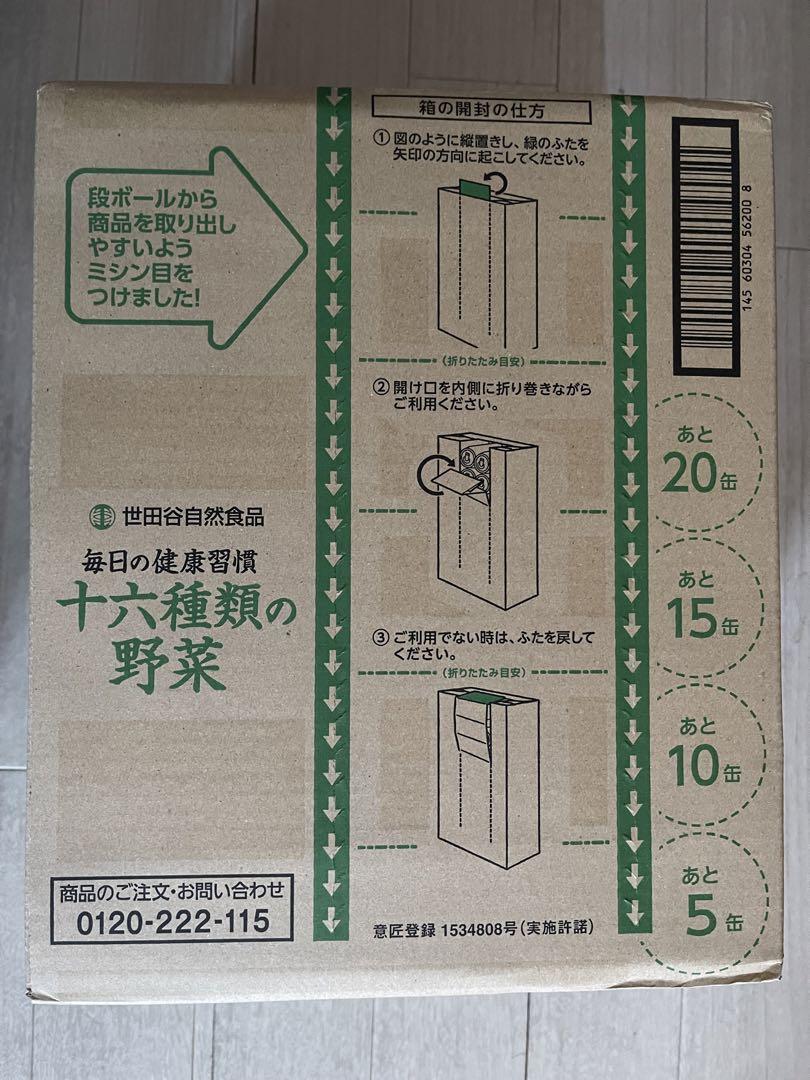 段ボールから
商品を取り出し
やすいよう
ミシン目を
つけました!
世田谷自然食品
毎日の健康習慣
十六種類の
野菜
商品のご注文・お問い合わせ
0120-222-115
箱の開封の仕方
① 図のように縦置きし、緑のふたを
矢印の方向に起こしてください。
(折りたたみ目安)
② 開け口を内側に折り巻きながら
ご利用ください。
③ ご利用でない時は、ふたを戻して
ください。
(折りたたみ目安)
意匠登録 1534808号(実施許諾)
145 60304 56200 8
あと
20缶
あと
15缶
あと
10缶
あと
5缶